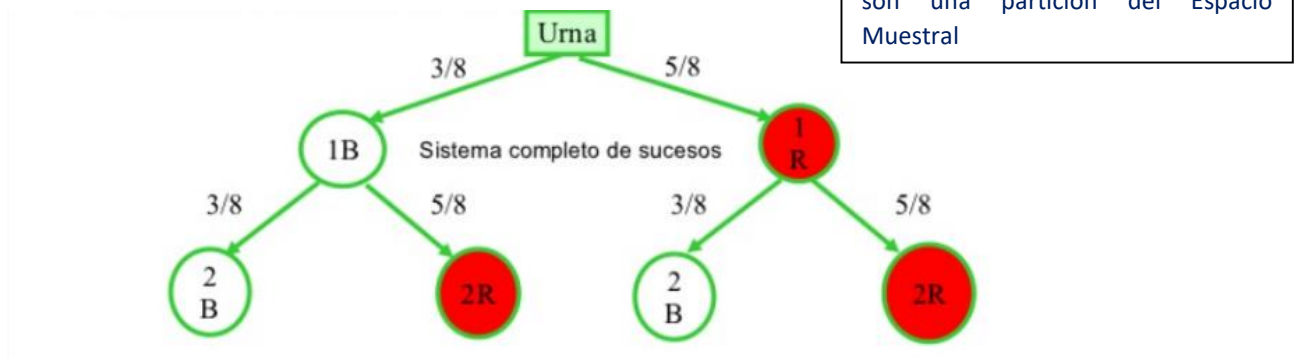 son una partición del Espacio
Muestral
Urna
3/8 5/8
1B Sistema completo de sucesos 1
R
3/8 5/8 3/8 5/8
2
B
2R
2
B
2R